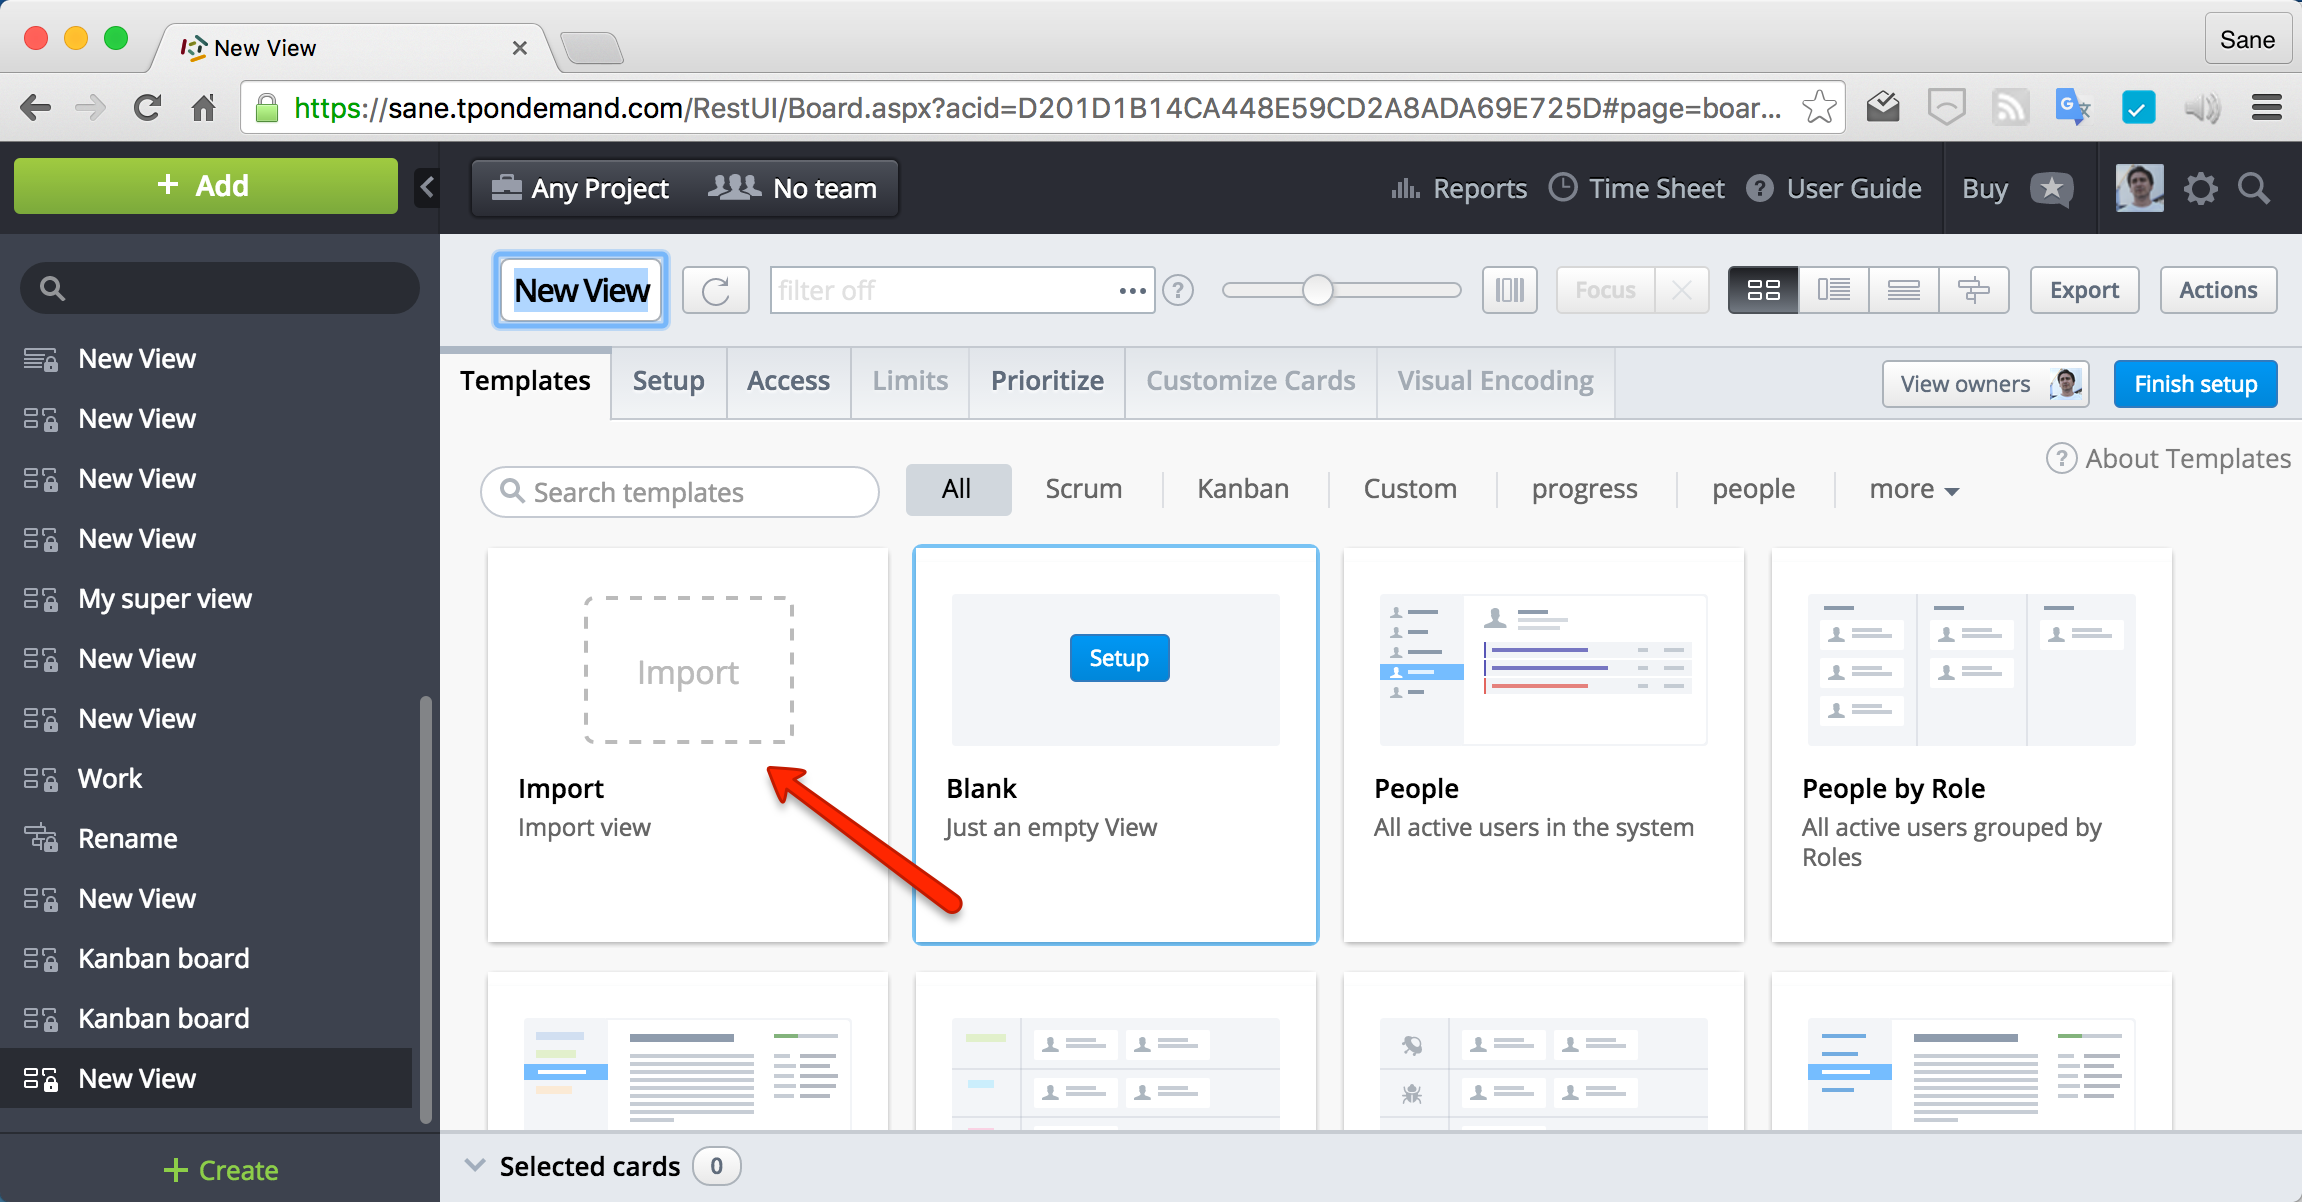 New View
Sane
https://sane.tpondemand.com/RestUI/Board.aspx?acid=D201D1B14CA448E59CD2A8ADA69E725D#page=boar...
+ Add
Any Project
No team
Reports
Time Sheet
? User Guide
Buy
New View
filter off
...
?
Focus
Export
Actions
New View
New View
New View
New View
My super view
New View
New View
Work
Rename
New View
Kanban board
Kanban board
New View
+ Create
Templates
Setup
Access
Limits
Prioritize
Customize Cards
Visual Encoding
View owners
Finish setup
? About Templates
Search templates
All
Scrum
Kanban
Custom
progress
people
more
Import
Import
Import view
Setup
Blank
Just an empty View
People
All active users in the system
People by Role
All active users grouped by
Roles
Selected cards 0